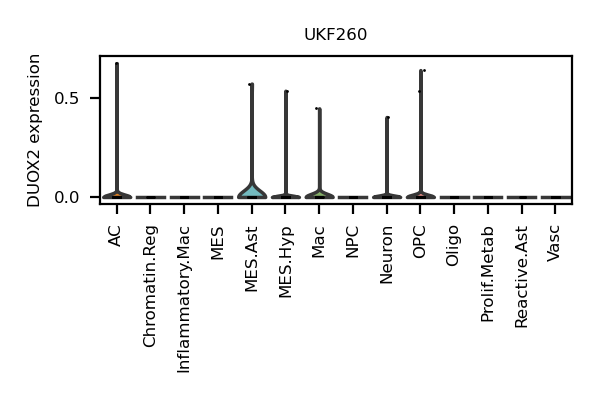 UKF260
DUOX2 expression
0.5
0.0
AC
Chromatin.Reg
Inflammatory.Mac
MES
MES.Ast
MES.Hyp
Mac
NPC
Neuron
OPC
Oligo
Prolif.Metab
Reactive.Ast
Vasc